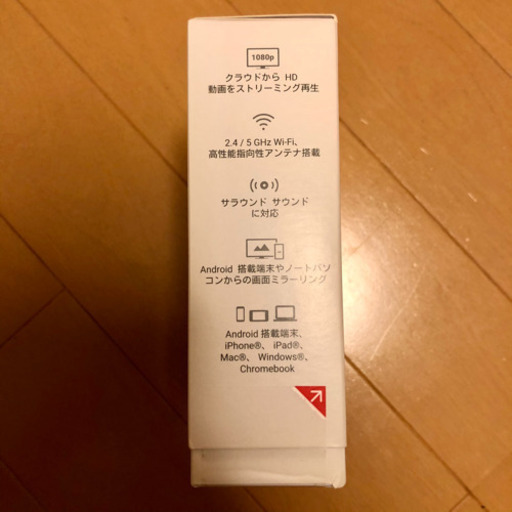 1080p
クラウドから HD
動画をストリーミング再生
2.4 / 5 GHz Wi-Fi、
高性能指向性アンテナ搭載
サラウンド サウンド
に対応
Android 搭載端末やノートパソ
コンからの画面ミラーリング
Android 搭載端末、
iPhone®、 iPad®、
Mac®、 Windows®、
Chromebook